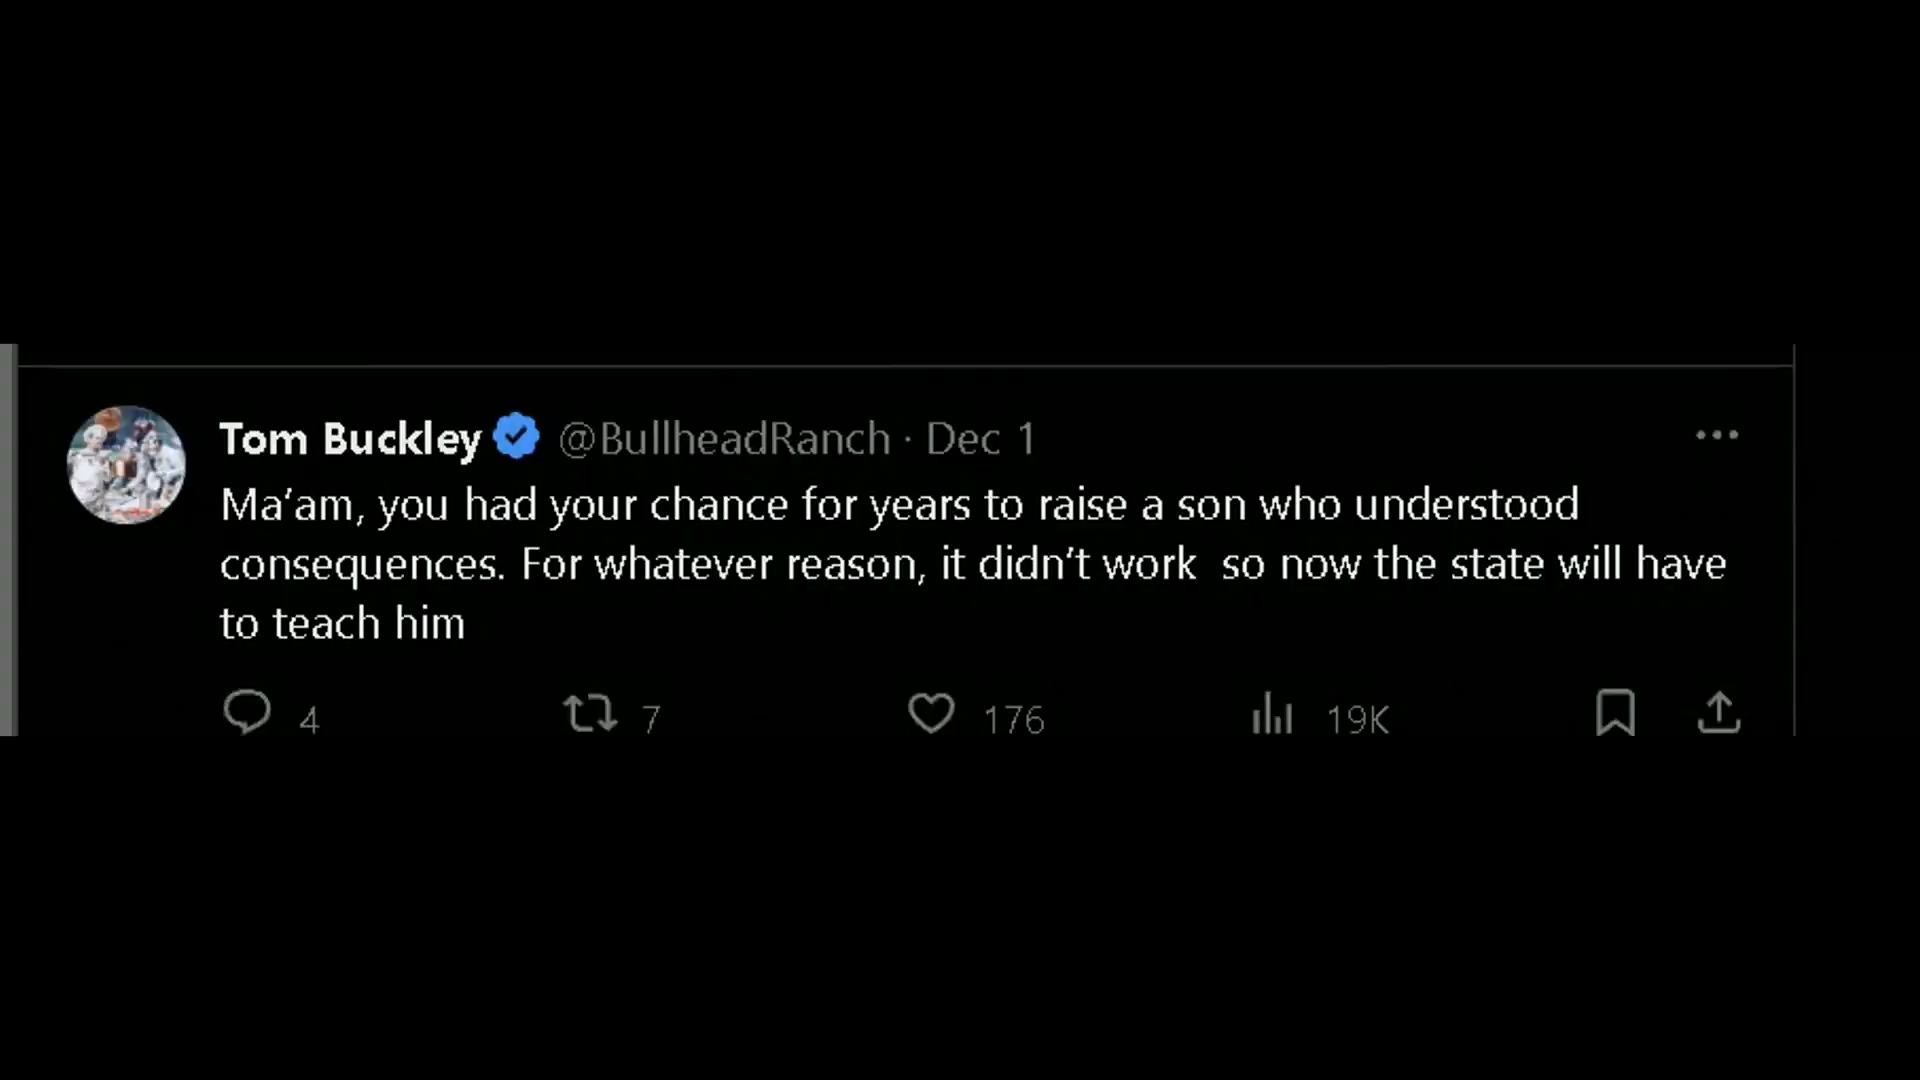 Tom Buckley @BullheadRanch · Dec 1
Ma’am, you had your chance for years to raise a son who understood
consequences. For whatever reason, it didn’t work  so now the state will have
to teach him
4 7 176 19K